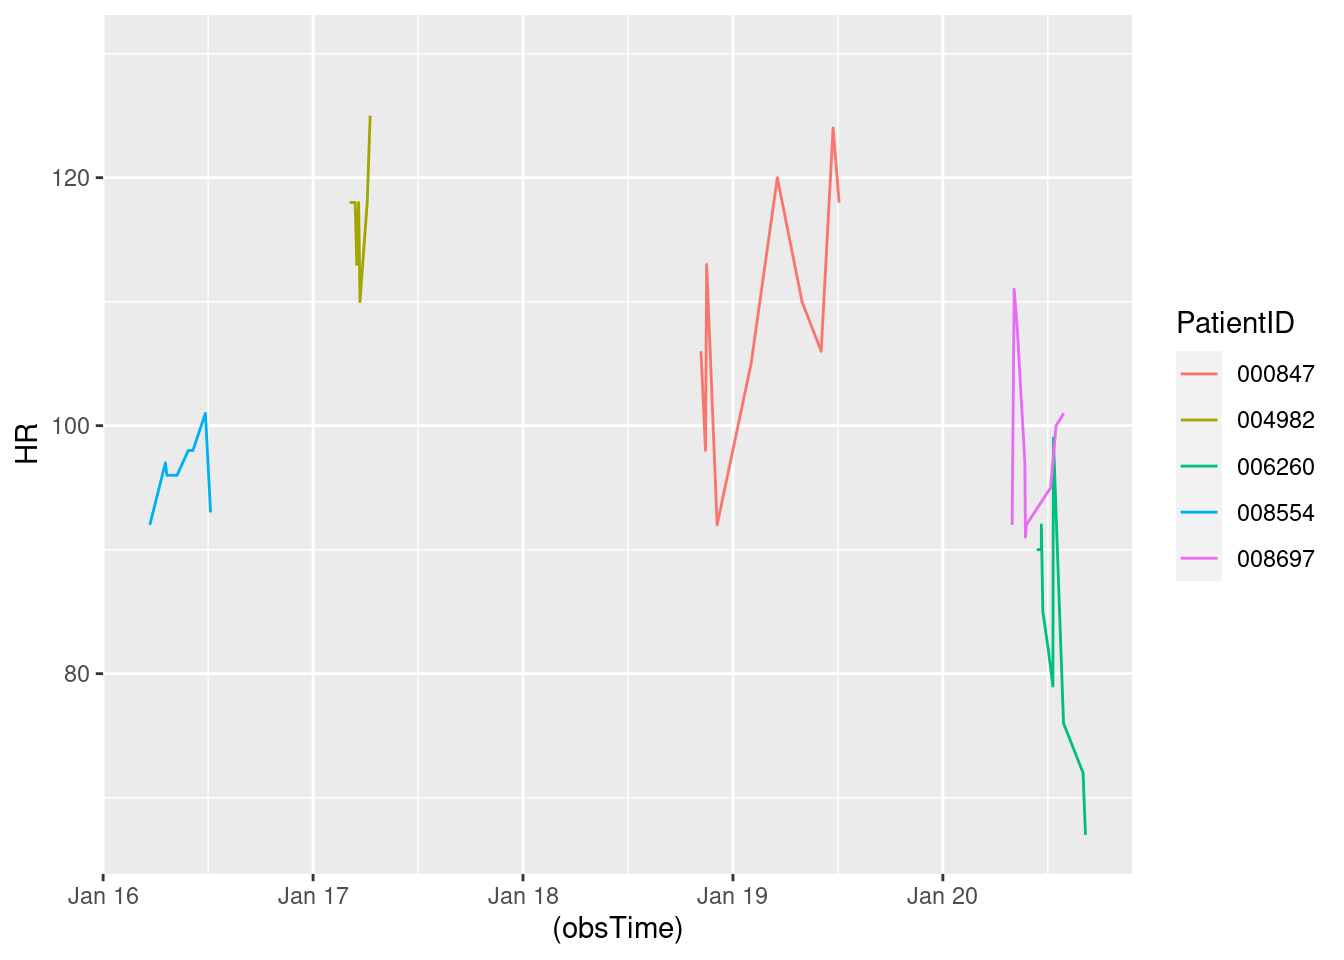 HR
120
100
80
Jan 16
Jan 17
Jan 18
Jan 19
Jan 20
(obsTime)
PatientID
000847
004982
006260
008554
008697